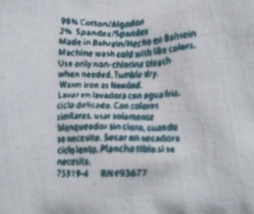 98% Cotton/Algodon
2% Spandex/Spandex
Made in Bahrain/Hecho en Bahrein
Machine wash cold with like colors.
Use only non-chlorine bleach
when needed. Tumble dry.
Warm iron as Needed.
Lavar en lavadora con agua fria.
ciclo delicado. Con colores
similares, usar solamente
blanqueador sin cloro, cuando
se necesite. Secar en secadora
ciclo lento. Plancha tibia si se
necesita.
75319-4 RN#93677